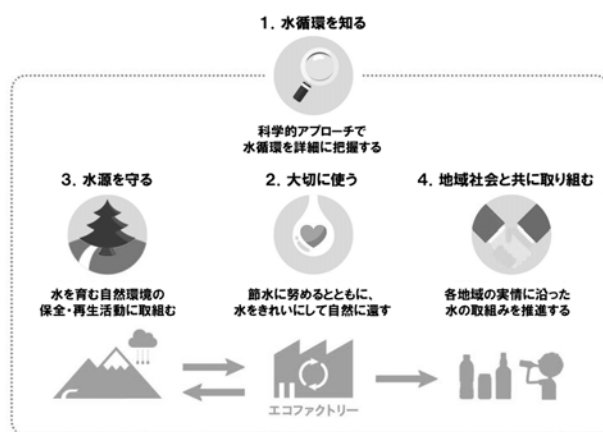 1. 水循環を知る
科学的アプローチで
水循環を詳細に把握する
3. 水源を守る
水を育む自然環境の
保全・再生活動に取組む
2. 大切に使う
節水に努めるとともに、
水をきれいにして自然に還す
4. 地域社会と共に取り組む
各地域の実情に沿った
水の取組みを推進する
エコファクトリー